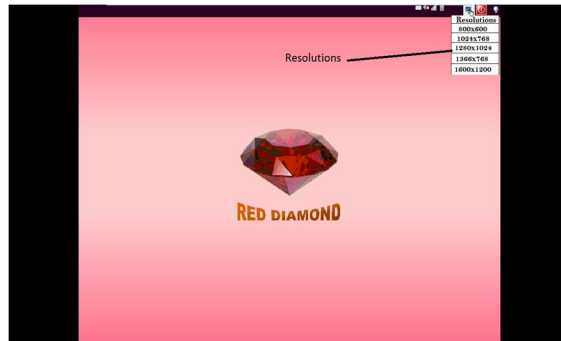 Resolutions
800x600
1024x768
1280x1024
1366x768
1600x1200
Resolutions
RED DIAMOND